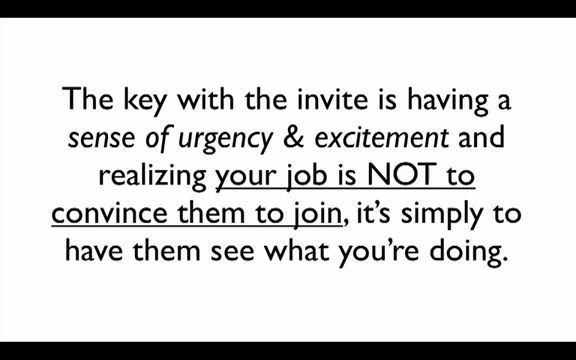 The key with the invite is having a
sense of urgency & excitement and
realizing your job is NOT to
convince them to join, it's simply to
have them see what you're doing.